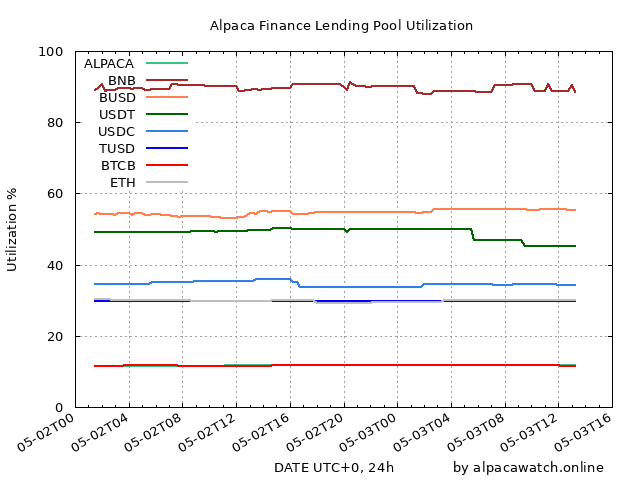 Alpaca Finance Lending Pool Utilization
100
80
60
40
20
0
Utilization %
ALPACA
BNB
BUSD
USDT
USDC
TUSD
BTCB
ETH
05-02T00
05-02T04
05-02T08
05-02T12
05-02T16
05-02T20
05-03T00
05-03T04
05-03T08
05-03T12
05-03T16
DATE UTC+0, 24h
by alpacawatch.online